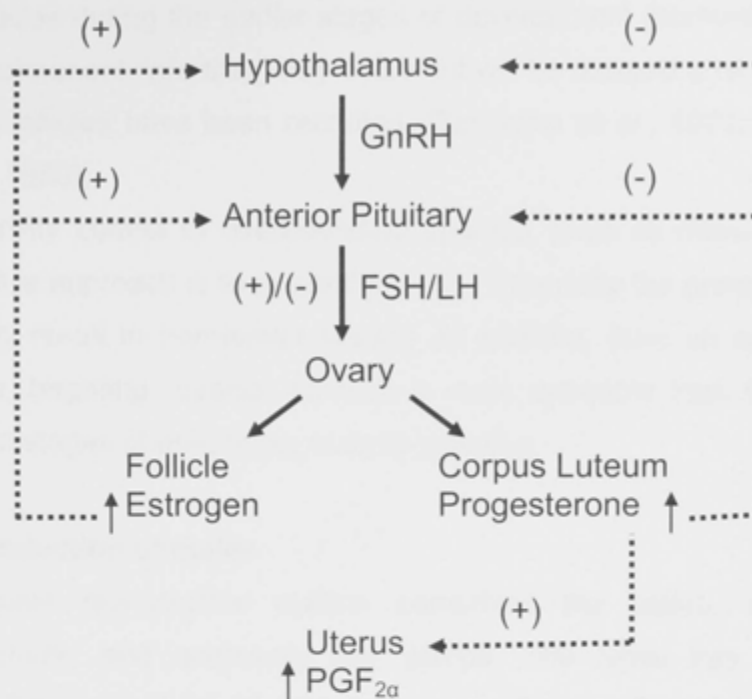 (+)
(-)
Hypothalamus
GnRH
(+)
(-)
Anterior Pituitary
(+)/(-) FSH/LH
Ovary
Follicle
Estrogen
Corpus Luteum
Progesterone
(+)
Uterus
PGF2α